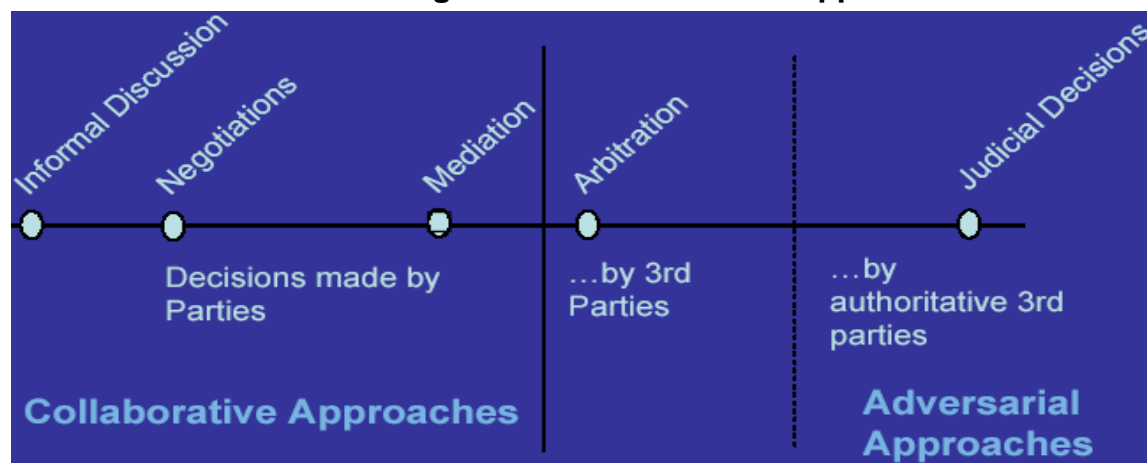 Informal Discussion
Negotiations
Mediation
Arbitration
Judicial Decisions
Decisions made by
Parties
...by 3rd
Parties
...by
authoritative 3rd
parties
Collaborative Approaches
Adversarial
Approaches